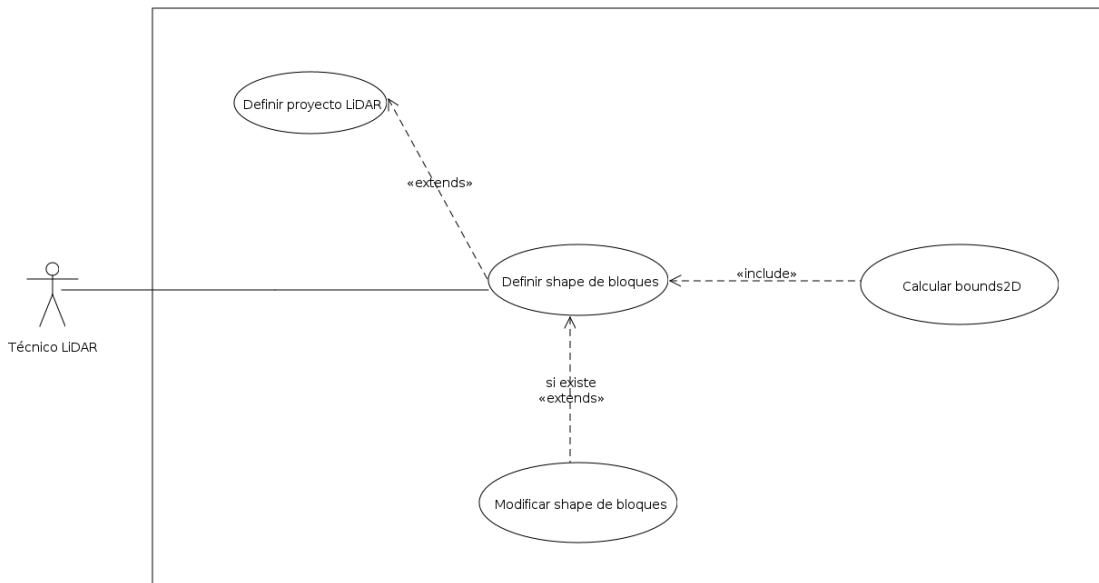 Definir proyecto LiDAR
«extends»
Definir shape de bloques
«include»
Calcular bounds2D
Técnico LiDAR
si existe
«extends»
Modificar shape de bloques